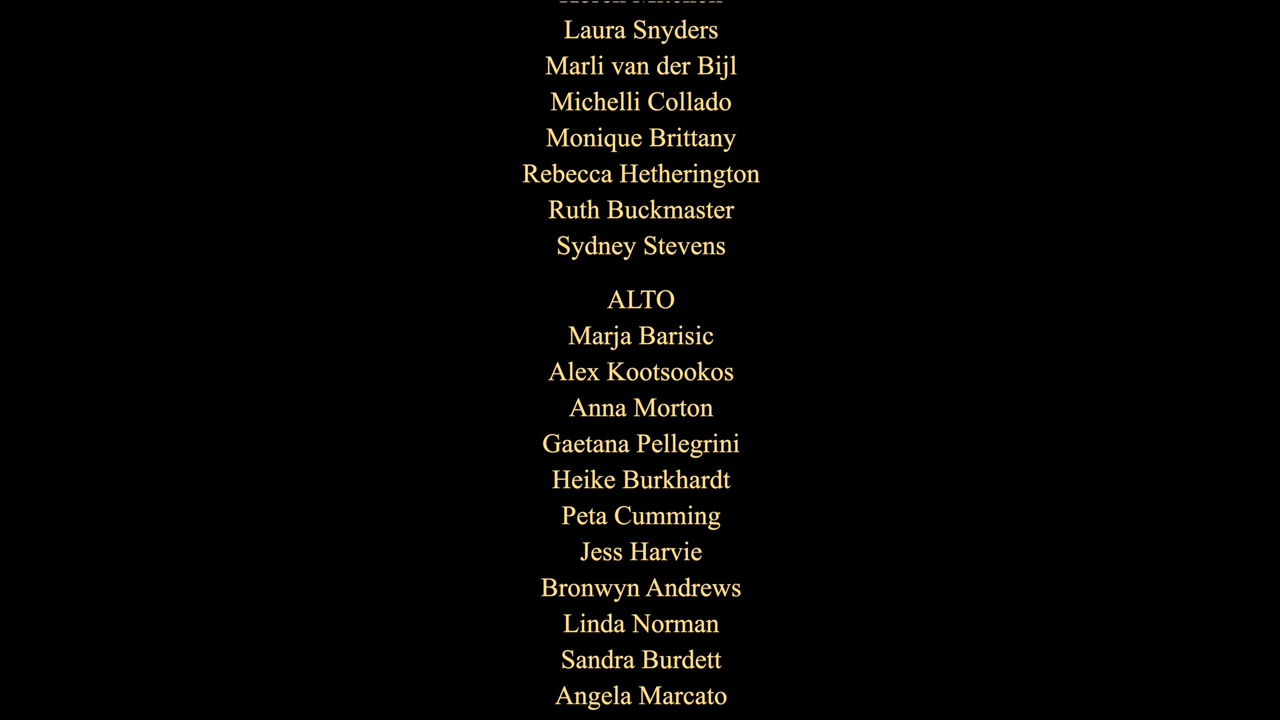 Laura Snyders
Marli van der Bijl
Michelli Collado
Monique Brittany
Rebecca Hetherington
Ruth Buckmaster
Sydney Stevens
ALTO
Marja Barisic
Alex Kootsookos
Anna Morton
Gaetana Pellegrini
Heike Burkhardt
Peta Cumming
Jess Harvie
Bronwyn Andrews
Linda Norman
Sandra Burdett
Angela Marcato